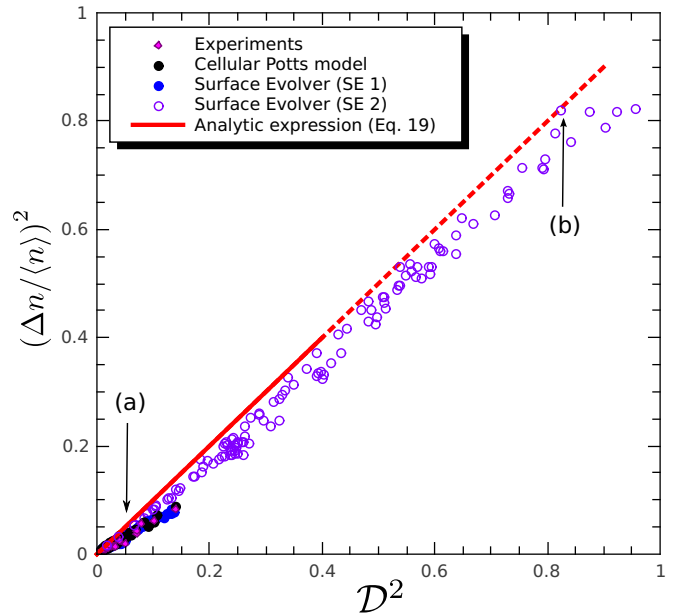 Experiments
Cellular Potts model
Surface Evolver (SE 1)
Surface Evolver (SE 2)
Analytic expression (Eq. 19)
(a)
(b)
(Δn/⟨n⟩)²
1
0.8
0.6
0.4
0.2
0
0 0.2 0.4 0.6 0.8 1
𝒟²